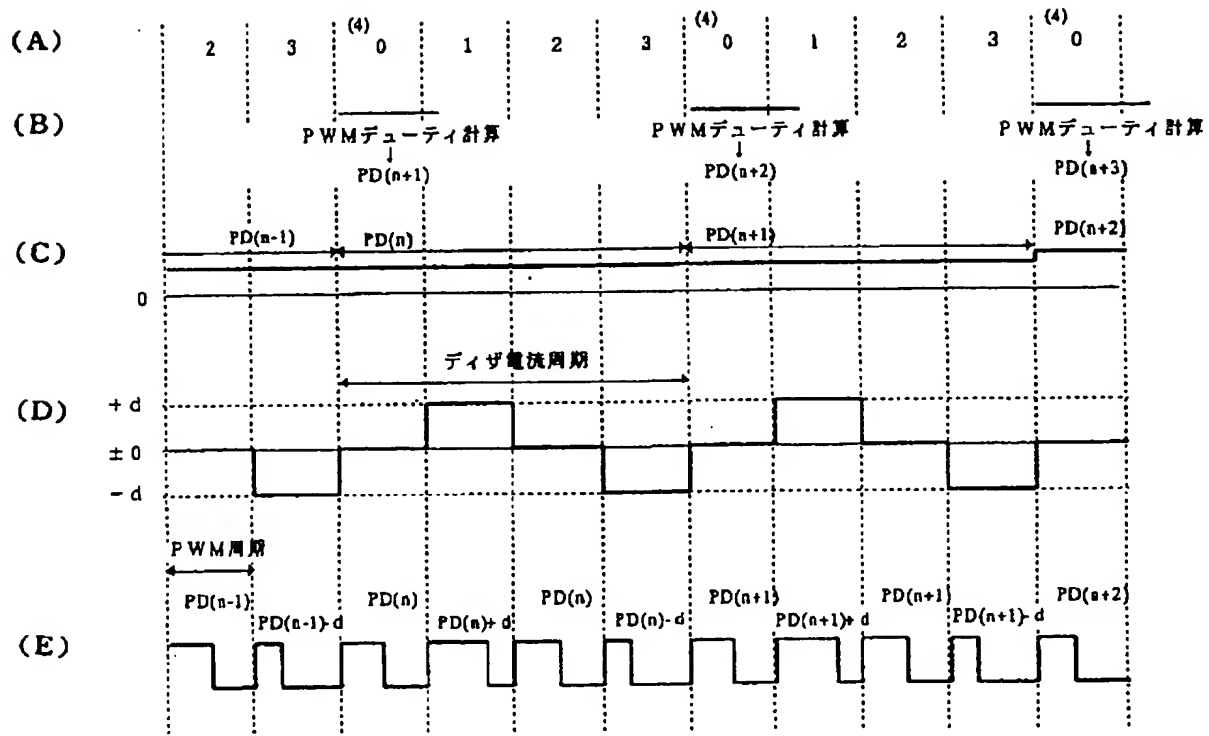 (A) 2 3 (4) 0 1 2 3 (4) 0 1 2 3 (4) 0
(B)
PWMデューティ計算 PWMデューティ計算 PWMデューティ計算
↓ ↓ ↓
PD(n+1) PD(n+2) PD(n+3)
(C) PD(n-1) PD(n) PD(n+1) PD(n+2)
0
ディザ電流周期
(D) +d
±0
-d
PWM周期
PD(n-1) PD(n) PD(n) PD(n+1) PD(n+1) PD(n+2)
PD(n-1)-d PD(n)+d PD(n)-d PD(n+1)+d PD(n+1)-d
(E)